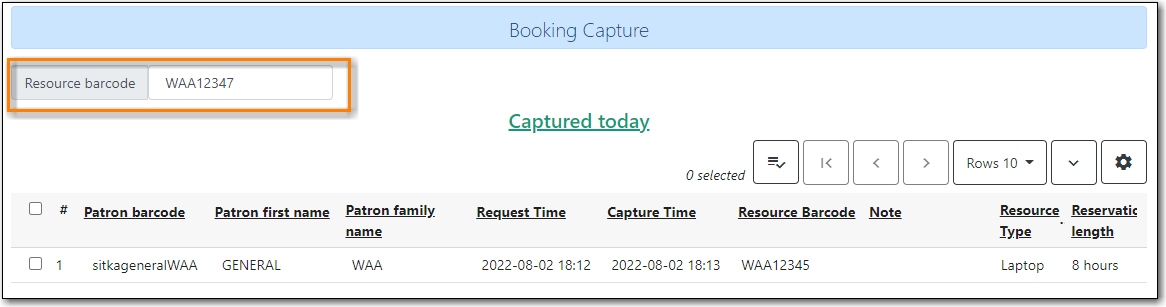 Booking Capture
Resource barcode WAA12347
Captured today
0 selected Rows 10
# Patron barcode Patron first name Patron family name Request Time Capture Time Resource Barcode Note Resource Type Reservatic length
1 sitkageneralWAA GENERAL WAA 2022-08-02 18:12 2022-08-02 18:13 WAA12345 Laptop 8 hours